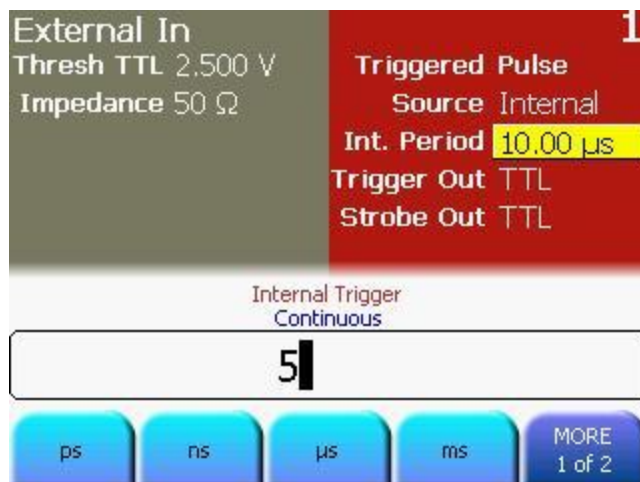 External In
Thresh TTL 2.500 V
Impedance 50 Ω
1
Triggered Pulse
Source Internal
Int. Period 10.00 µs
Trigger Out TTL
Strobe Out TTL
Internal Trigger
Continuous
5
ps ns µs ms MORE
1 of 2